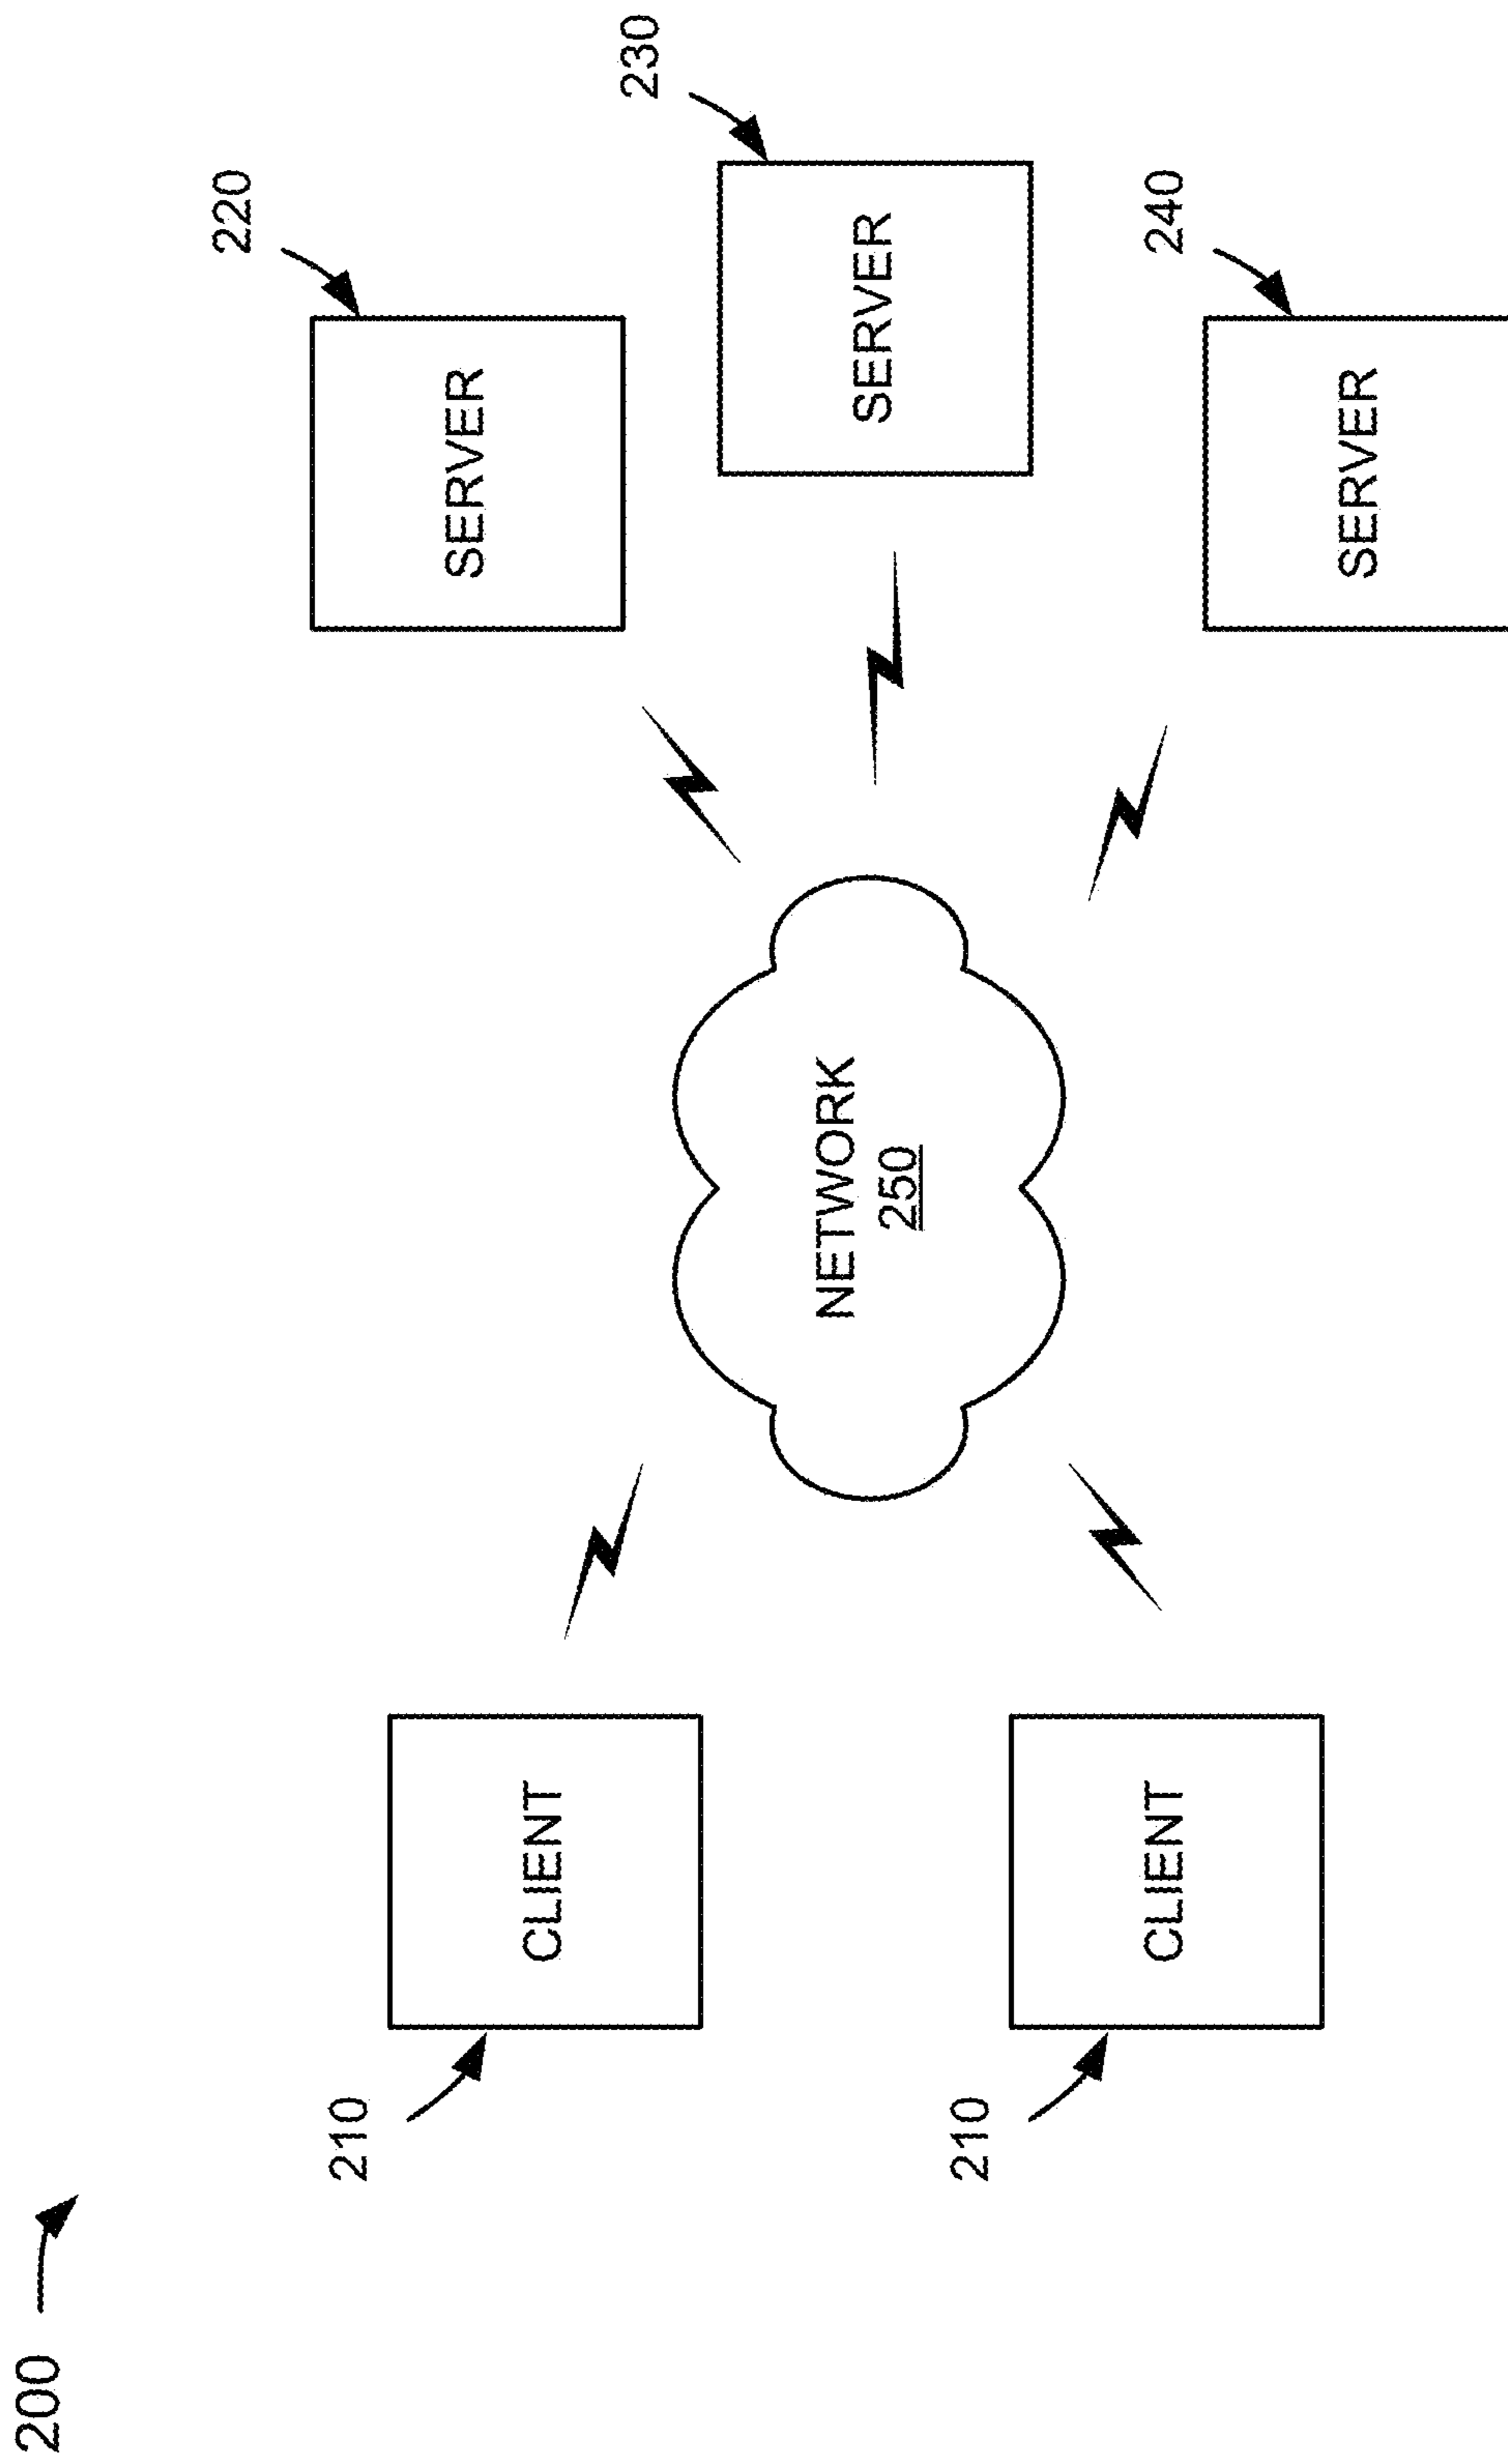 200
220
SERVER
230
SERVER
240
SERVER
NETWORK
250
210
CLIENT
210
CLIENT